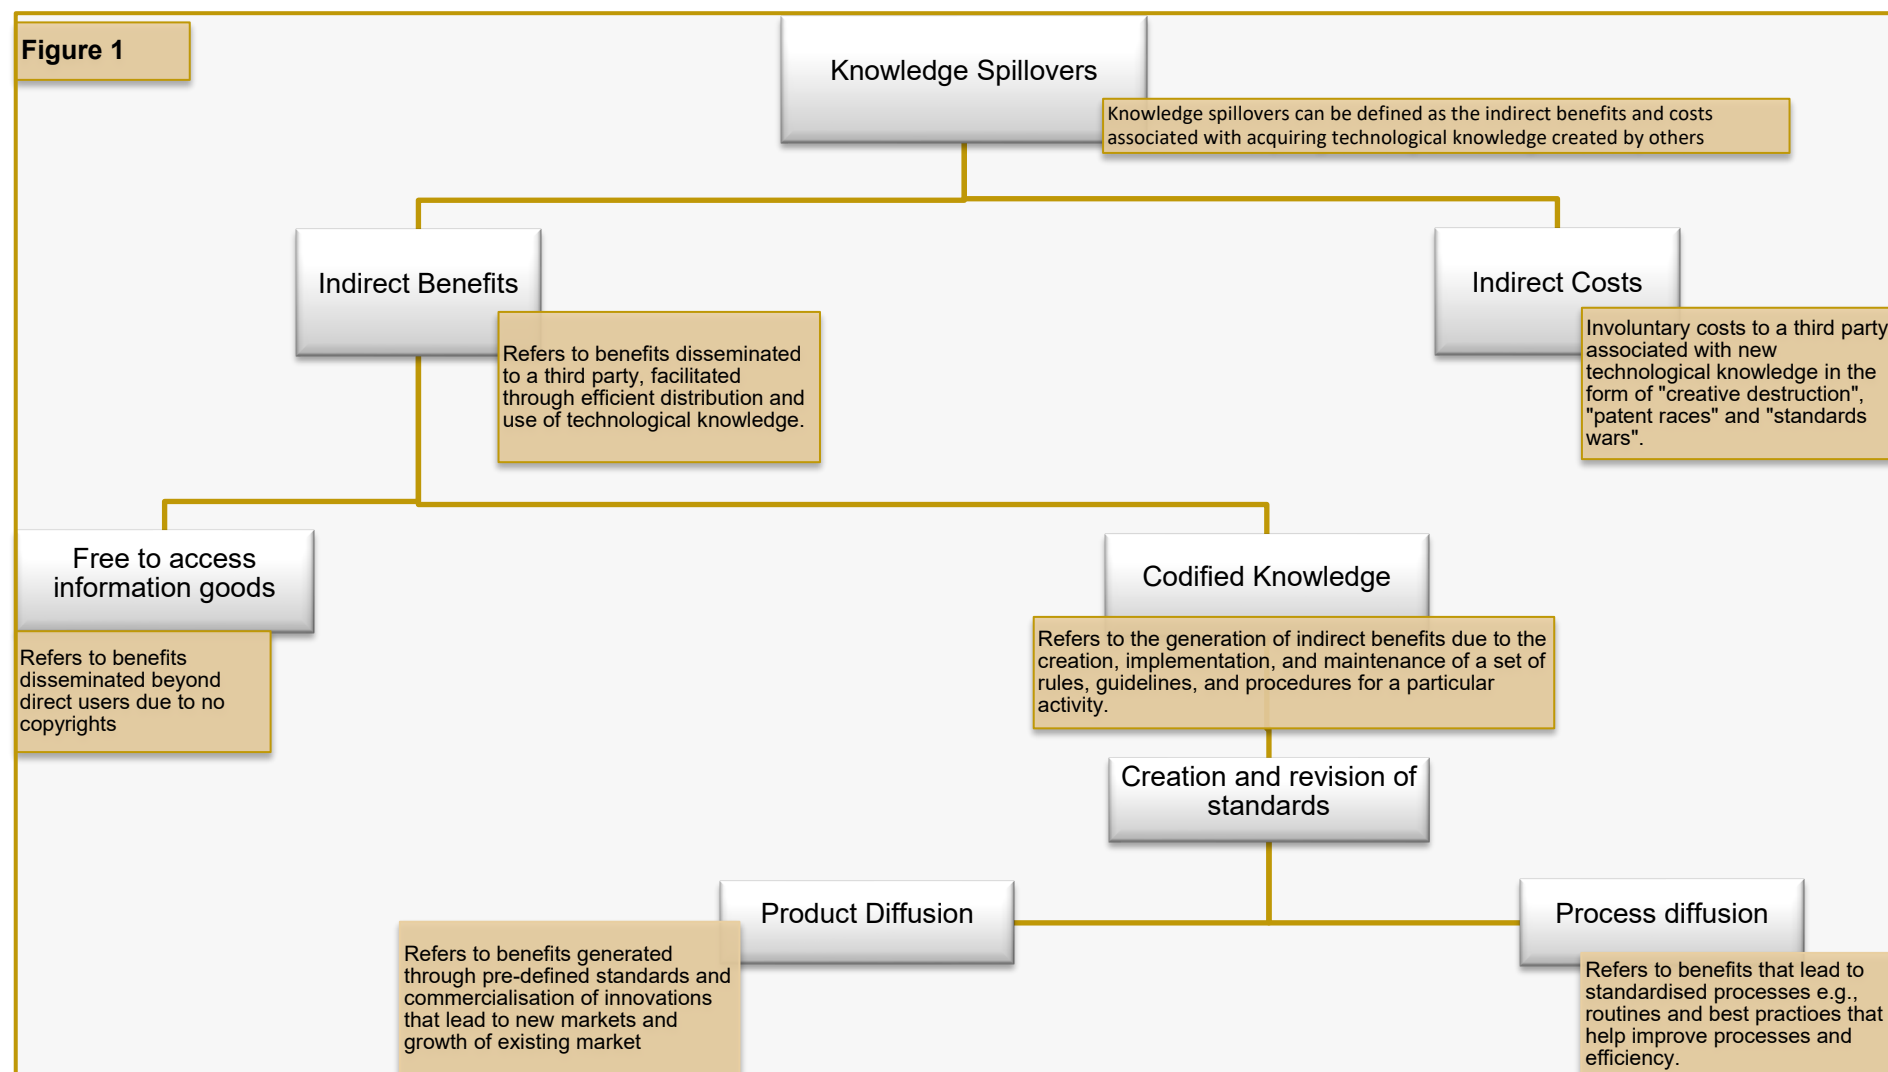 Figure 1
Knowledge Spillovers
Knowledge spillovers can be defined as the indirect benefits and costs
associated with acquiring technological knowledge created by others
Indirect Benefits
Refers to benefits disseminated
to a third party, facilitated
through efficient distribution and
use of technological knowledge.
Indirect Costs
Involuntary costs to a third party
associated with new
technological knowledge in the
form of "creative destruction",
"patent races" and "standards
wars".
Free to access
information goods
Refers to benefits
disseminated beyond
direct users due to no
copyrights
Codified Knowledge
Refers to the generation of indirect benefits due to the
creation, implementation, and maintenance of a set of
rules, guidelines, and procedures for a particular
activity.
Creation and revision of
standards
Product Diffusion
Refers to benefits generated
through pre-defined standards and
commercialisation of innovations
that lead to new markets and
growth of existing market
Process diffusion
Refers to benefits that lead to
standardised processes e.g.,
routines and best practioes that
help improve processes and
efficiency.